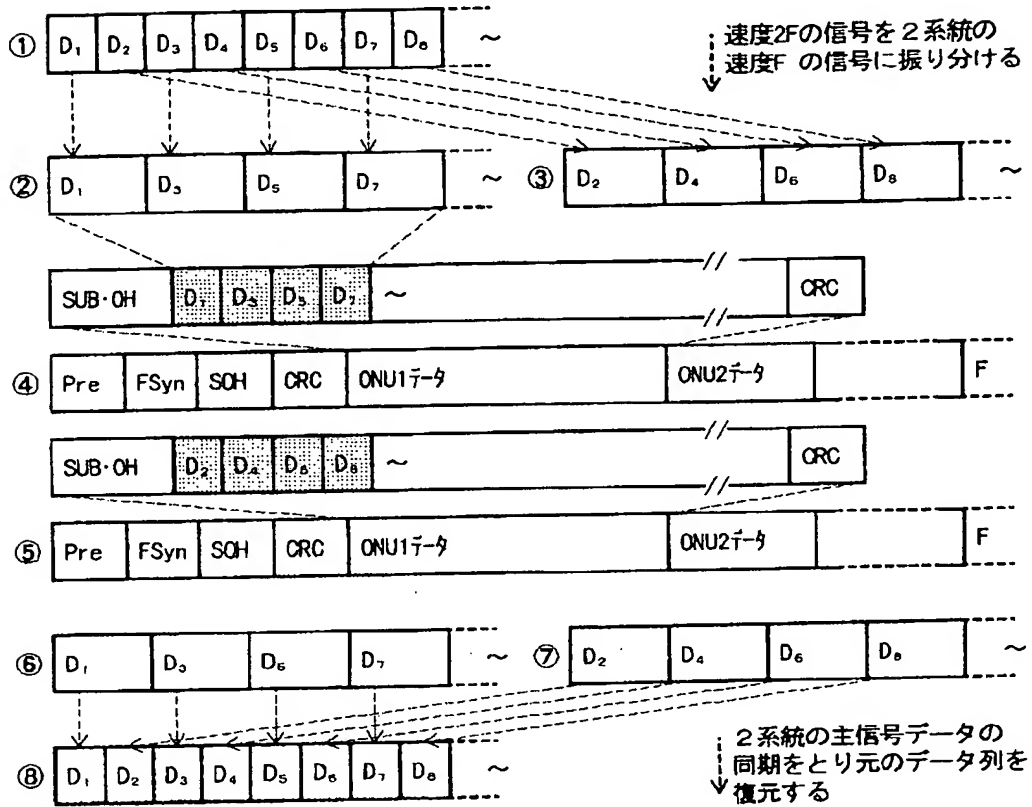 ① D₁ D₂ D₃ D₄ D₅ D₆ D₇ D₈ ~
速度2Fの信号を2系統の
速度F の信号に振り分ける
② D₁ D₃ D₅ D₇ ~
③ D₂ D₄ D₆ D₈ ~
SUB·OH D₁ D₃ D₅ D₇ ~ // CRC
④ Pre FSyn SOH CRC ONU1データ ONU2データ F
SUB·OH D₂ D₄ D₆ D₈ ~ // CRC
⑤ Pre FSyn SOH CRC ONU1データ ONU2データ F
⑥ D₁ D₃ D₅ D₇ ~
⑦ D₂ D₄ D₆ D₈ ~
⑧ D₁ D₂ D₃ D₄ D₅ D₆ D₇ D₈ ~
2系統の主信号データの
同期をとり元のデータ列を
復元する